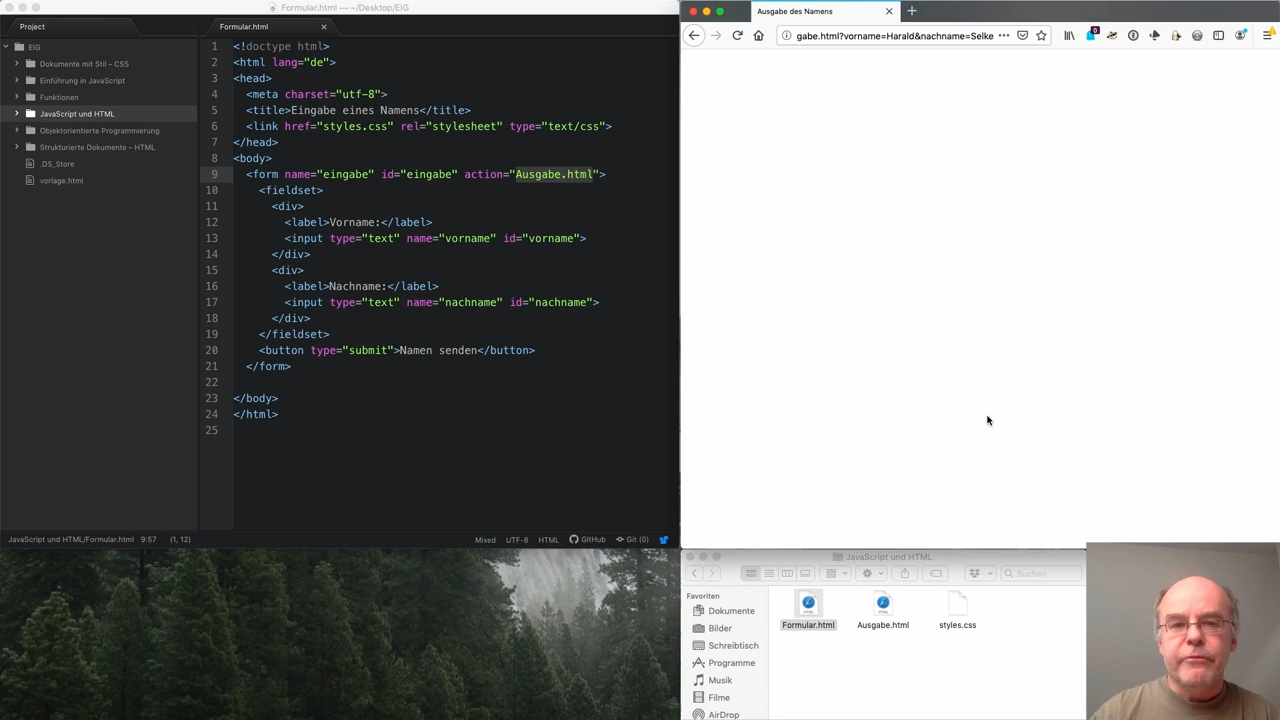 Formular.html — ~/Desktop/EIG
Project
EIG
Dokumente mit Stil – CSS
Einführung in JavaScript
Funktionen
JavaScript und HTML
Objektorientierte Programmierung
Strukturierte Dokumente – HTML
.DS_Store
vorlage.html
Formular.html
1 <!doctype html>
2 <html lang="de">
3 <head>
4 <meta charset="utf-8">
5 <title>Eingabe eines Namens</title>
6 <link href="styles.css" rel="stylesheet" type="text/css">
7 </head>
8 <body>
9 <form name="eingabe" id="eingabe" action="Ausgabe.html">
10 <fieldset>
11 <div>
12 <label>Vorname:</label>
13 <input type="text" name="vorname" id="vorname">
14 </div>
15 <div>
16 <label>Nachname:</label>
17 <input type="text" name="nachname" id="nachname">
18 </div>
19 </fieldset>
20 <button type="submit">Namen senden</button>
21 </form>
22
23 </body>
24 </html>
25
JavaScript und HTML/Formular.html 9:57 (1, 12) Mixed UTF-8 HTML GitHub Git (0)
Ausgabe des Namens
gabe.html?vorname=Harald&nachname=Selke
0
JavaScript und HTML
Suchen
Favoriten
Dokumente
Bilder
Schreibtisch
Programme
Musik
Filme
AirDrop
Formular.html
Ausgabe.html
styles.css